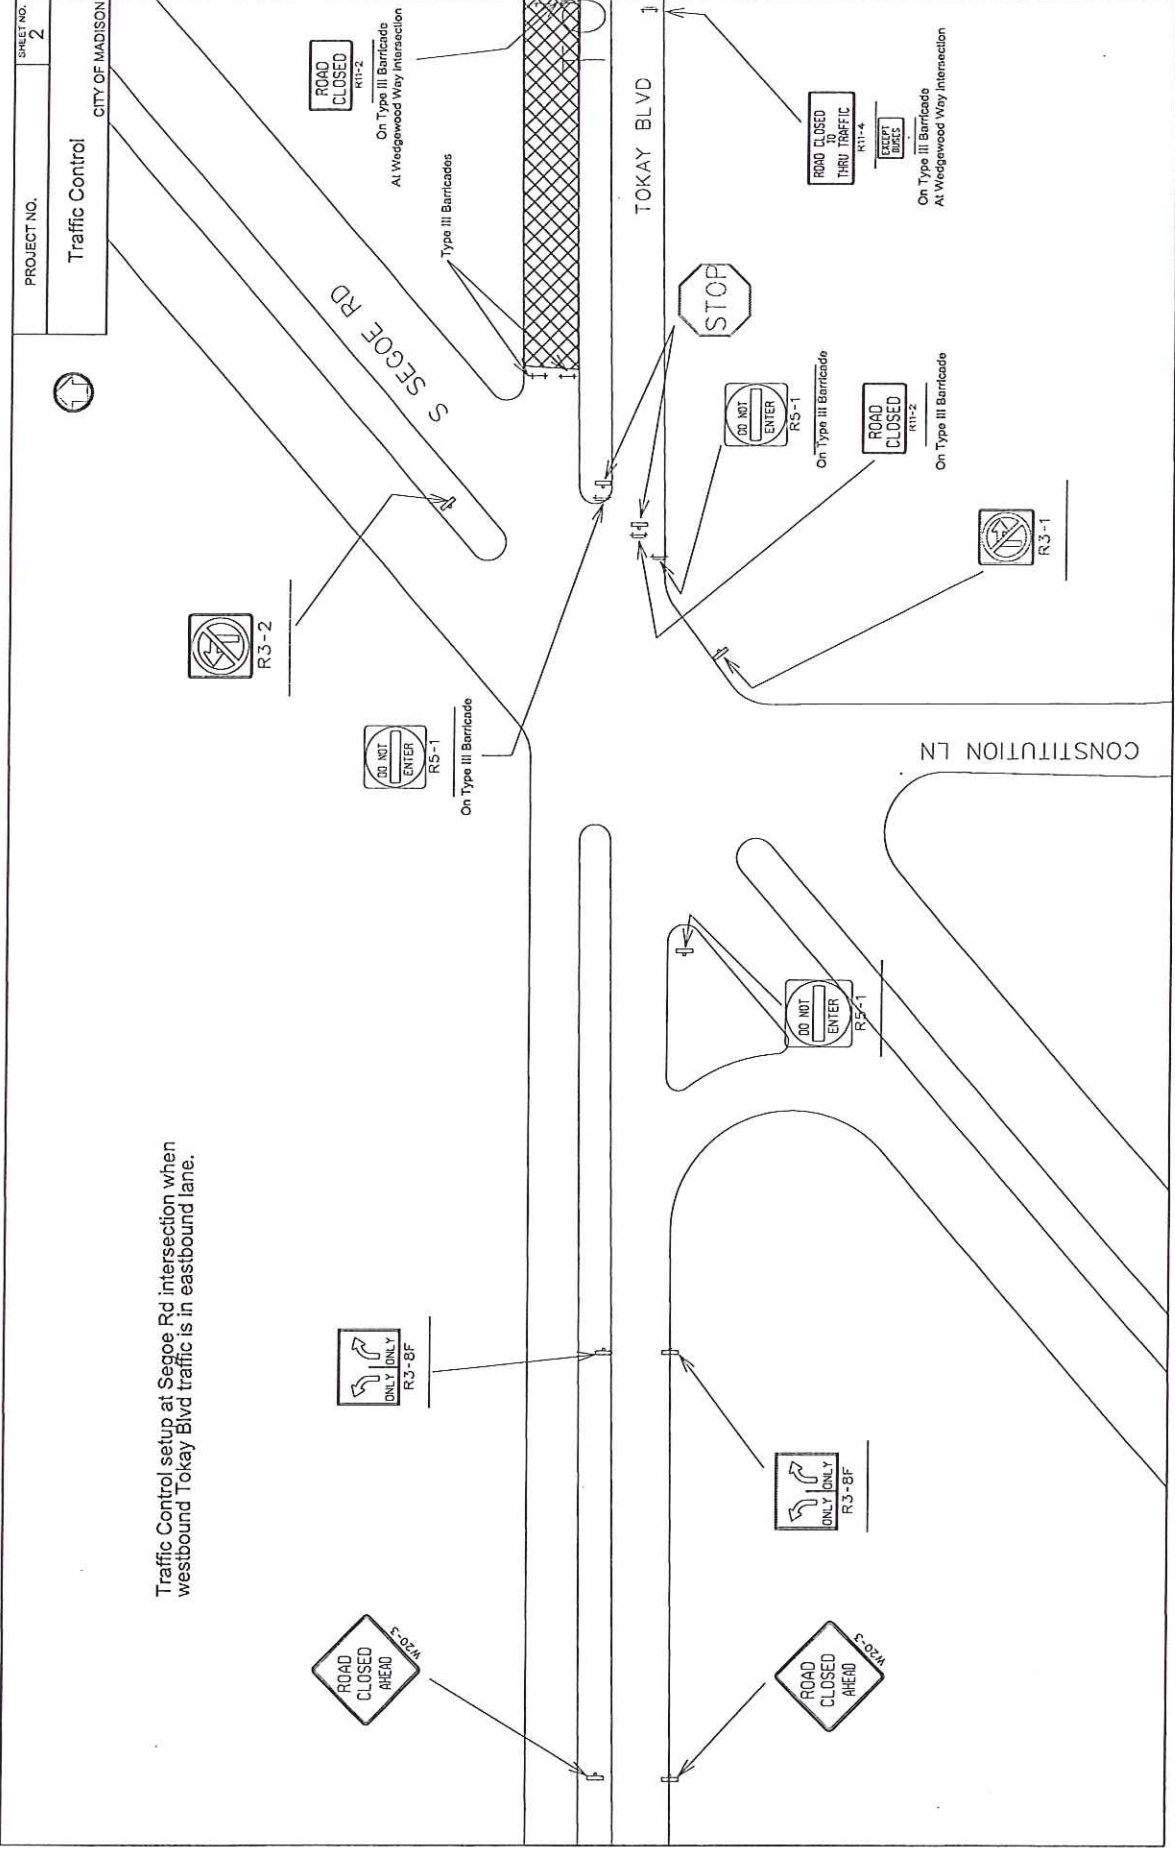 PROJECT NO.
SHEET NO.
2
Traffic Control
CITY OF MADISON
Traffic Control setup at Segoe Rd intersection when
westbound Tokay Blvd traffic is in eastbound lane.
ROAD
CLOSED
AHEAD
W20-3
ONLY ONLY
R3-8F
DO NOT
ENTER
R5-1
On Type III Barricade
R3-2
S SEGOE RD
Type III Barricades
ROAD
CLOSED
R11-2
On Type III Barricade
At Wedgewood Way Intersection
TOKAY BLVD
STOP
ROAD CLOSED
TO
THRU TRAFFIC
R11-4
EXCEPT
BUSES
On Type III Barricade
At Wedgewood Way Intersection
DO NOT
ENTER
R5-1
On Type III Barricade
ROAD
CLOSED
R11-2
On Type III Barricade
R3-1
CONSTITUTION LN
DO NOT
ENTER
R5-1
ONLY ONLY
R3-8F
ROAD
CLOSED
AHEAD
W20-3